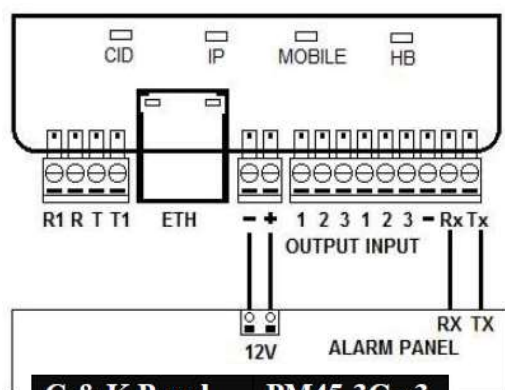 CID IP MOBILE HB
R1 R T T1 ETH - + 1 2 3 1 2 3 - Rx Tx
OUTPUT INPUT
RX TX
12V ALARM PANEL